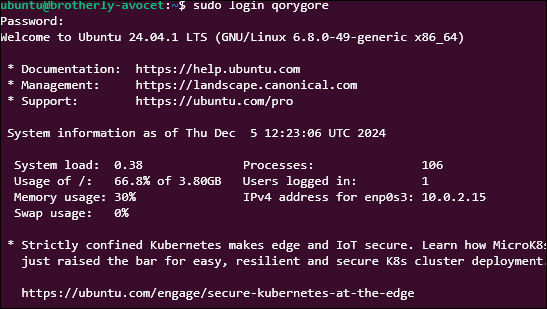 ubuntu@brotherly-avocet:~$ sudo login qorygore
Password:
Welcome to Ubuntu 24.04.1 LTS (GNU/Linux 6.8.0-49-generic x86_64)
* Documentation: https://help.ubuntu.com
* Management: https://landscape.canonical.com
* Support: https://ubuntu.com/pro
System information as of Thu Dec 5 12:23:06 UTC 2024
System load: 0.38 Processes: 106
Usage of /: 66.8% of 3.80GB Users logged in: 1
Memory usage: 30% IPv4 address for enp0s3: 10.0.2.15
Swap usage: 0%
* Strictly confined Kubernetes makes edge and IoT secure. Learn how MicroK8s
just raised the bar for easy, resilient and secure K8s cluster deployment.
https://ubuntu.com/engage/secure-kubernetes-at-the-edge